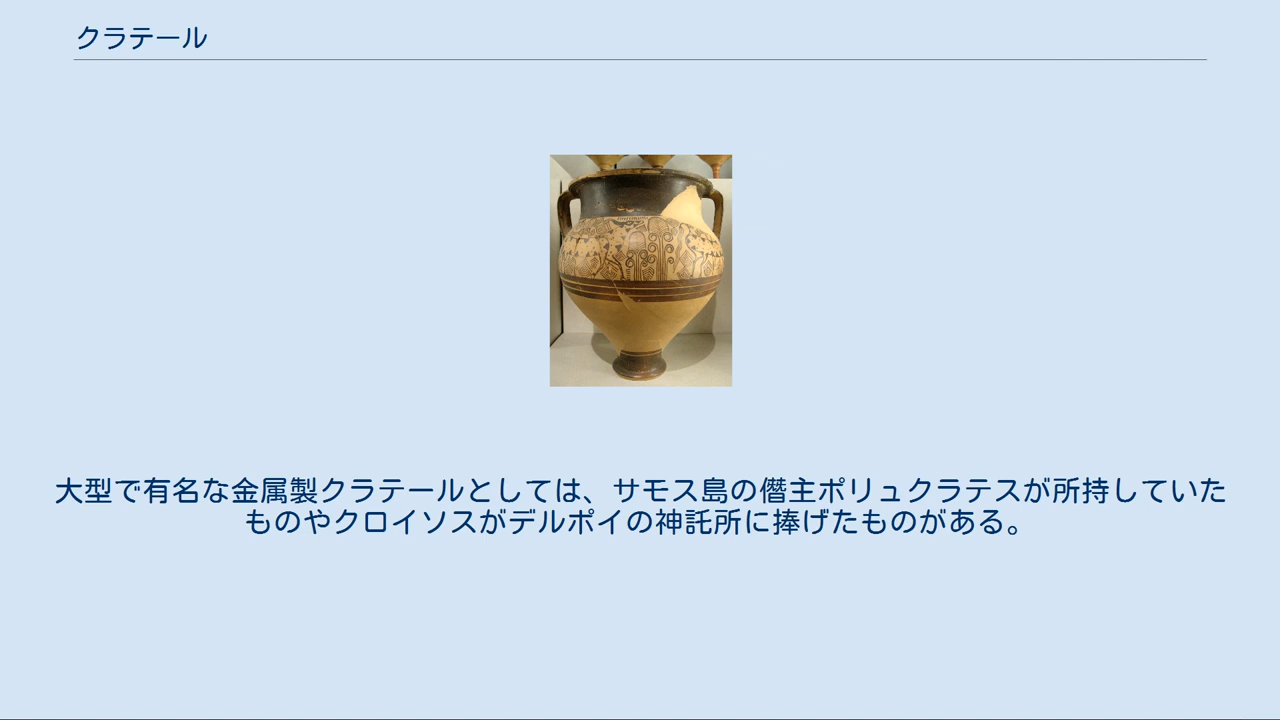 クラテール
大型で有名な金属製クラテールとしては、サモス島の僭主ポリュクラテスが所持していた
ものやクロイソスがデルポイの神託所に捧げたものがある。